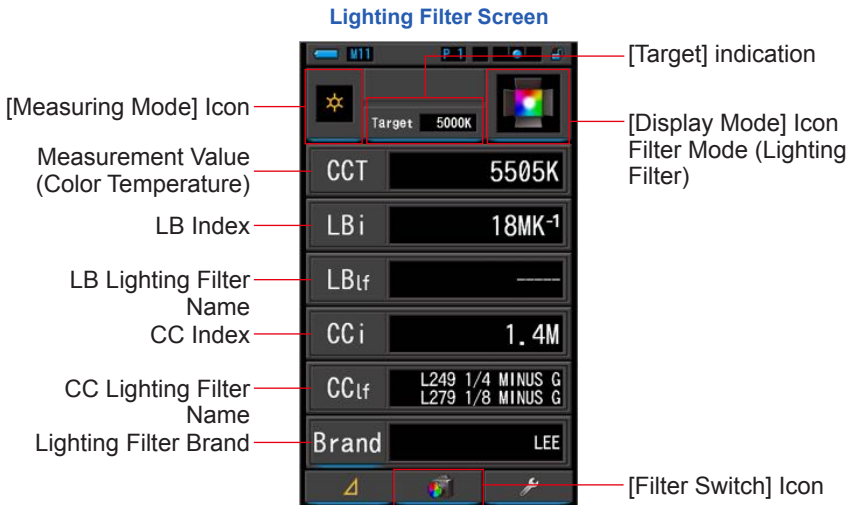 Lighting Filter Screen
M11
P 1
[Target] indication
[Measuring Mode] Icon
Target 5000K
[Display Mode] Icon
Filter Mode (Lighting
Filter)
Measurement Value
(Color Temperature)
CCT 5505K
LB Index
LBi 18MK⁻¹
LB Lighting Filter
Name
LBlf -----
CC Index
CCi 1.4M
CC Lighting Filter
Name
CClf L249 1/4 MINUS G
L279 1/8 MINUS G
Lighting Filter Brand
Brand LEE
[Filter Switch] Icon